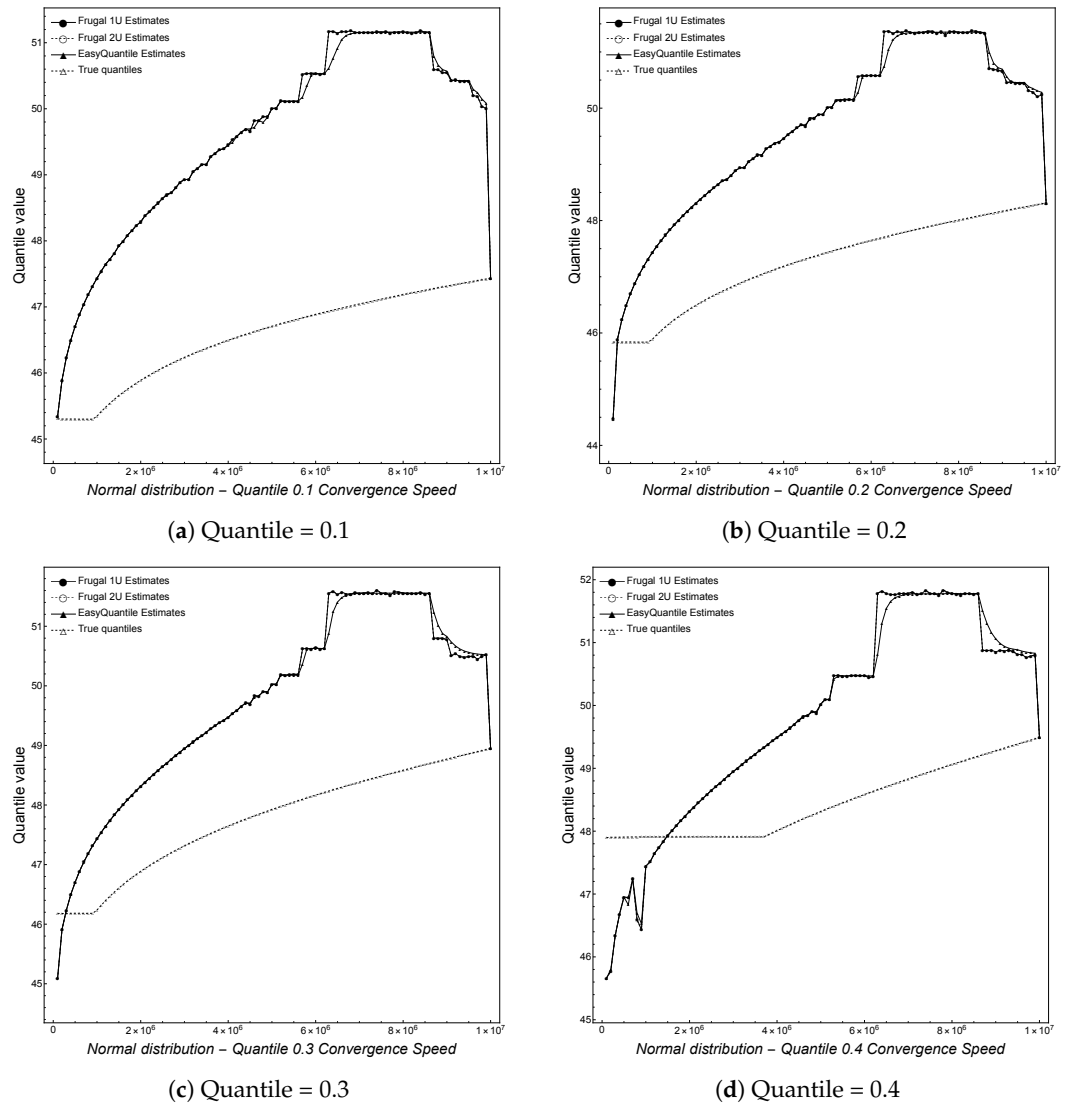 Frugal 1U Estimates
Frugal 2U Estimates
EasyQuantile Estimates
True quantiles
51
50
49
48
47
46
45
Quantile value
0
2×10⁶
4×10⁶
6×10⁶
8×10⁶
1×10⁷
Normal distribution – Quantile 0.1 Convergence Speed
(a) Quantile = 0.1
Frugal 1U Estimates
Frugal 2U Estimates
EasyQuantile Estimates
True quantiles
50
48
46
44
Quantile value
0
2×10⁶
4×10⁶
6×10⁶
8×10⁶
1×10⁷
Normal distribution – Quantile 0.2 Convergence Speed
(b) Quantile = 0.2
Frugal 1U Estimates
Frugal 2U Estimates
EasyQuantile Estimates
True quantiles
51
50
49
48
47
46
45
Quantile value
0
2×10⁶
4×10⁶
6×10⁶
8×10⁶
1×10⁷
Normal distribution – Quantile 0.3 Convergence Speed
(c) Quantile = 0.3
Frugal 1U Estimates
Frugal 2U Estimates
EasyQuantile Estimates
True quantiles
52
51
50
49
48
47
46
45
Quantile value
0
2×10⁶
4×10⁶
6×10⁶
8×10⁶
1×10⁷
Normal distribution – Quantile 0.4 Convergence Speed
(d) Quantile = 0.4